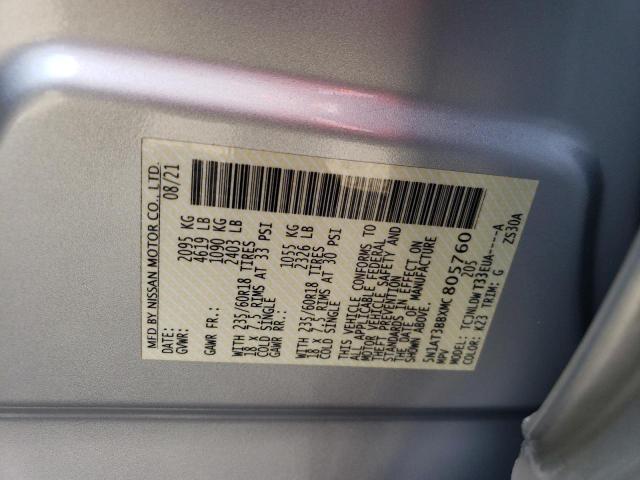 MFD BY NISSAN MOTOR CO., LTD.
DATE: 08/21
GVWR: 2095 KG
4619 LB
GAWR FR.: 1090 KG
2403 LB
WITH 235/60R18 TIRES
18 X 7.5 RIMS AT 33 PSI
COLD SINGLE
GAWR RR.: 1055 KG
2326 LB
WITH 235/60R18 TIRES
18 X 7.5 RIMS AT 30 PSI
COLD SINGLE
THIS VEHICLE CONFORMS TO
ALL APPLICABLE FEDERAL
MOTOR VEHICLE SAFETY AND
THEFT PREVENTION
STANDARDS IN EFFECT ON
THE DATE OF MANUFACTURE
SHOWN ABOVE.
5N1AT3BBXMC805760
MPV 205
MODEL: TCJNLDWT33EUA----A
COLOR: K23 TRIM: G ZS30A